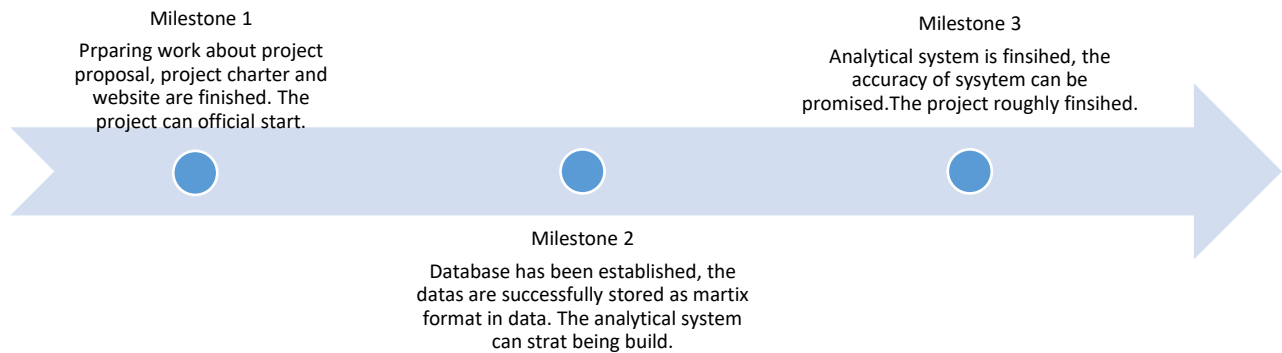 Milestone 1
Prparing work about project
proposal, project charter and
website are finished. The
project can official start.
Milestone 2
Database has been established, the
datas are successfully stored as martix
format in data. The analytical system
can strat being build.
Milestone 3
Analytical system is finsihed, the
accuracy of sysytem can be
promised.The project roughly finsihed.